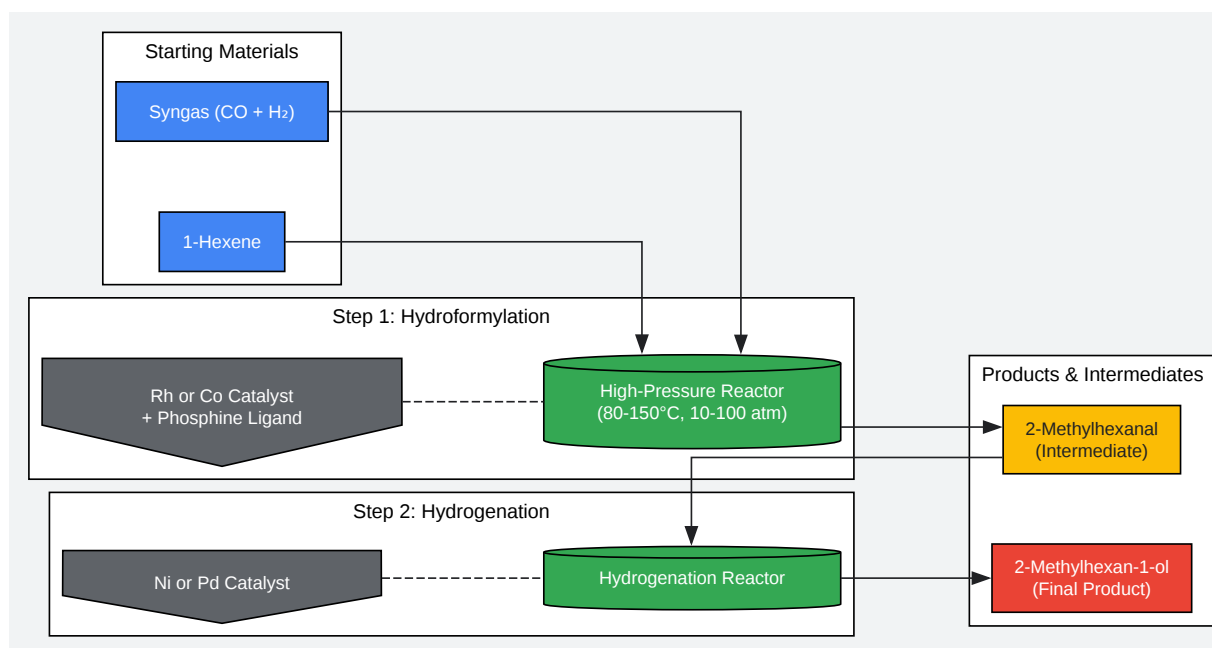 Starting Materials
Syngas (CO + H₂)
1-Hexene
Step 1: Hydroformylation
Rh or Co Catalyst
+ Phosphine Ligand
High-Pressure Reactor
(80-150°C, 10-100 atm)
Products & Intermediates
2-Methylhexanal
(Intermediate)
Step 2: Hydrogenation
Ni or Pd Catalyst
Hydrogenation Reactor
2-Methylhexan-1-ol
(Final Product)